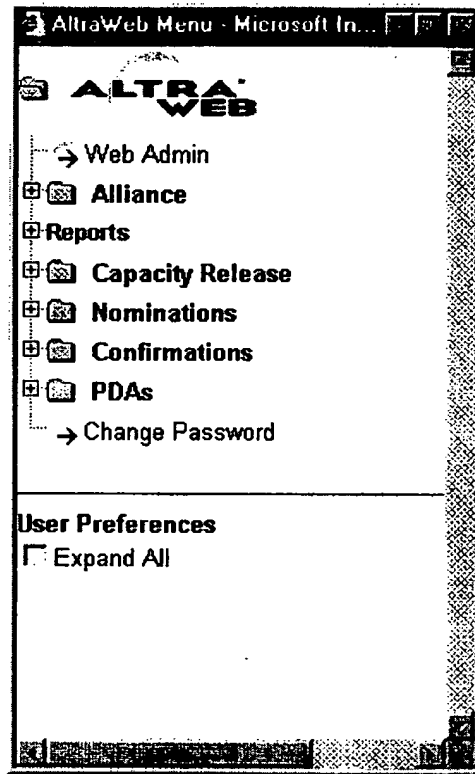 AltraWeb Menu - Microsoft In...
ALTRA
WEB
Web Admin
Alliance
Reports
Capacity Release
Nominations
Confirmations
PDAs
Change Password
User Preferences
Expand All